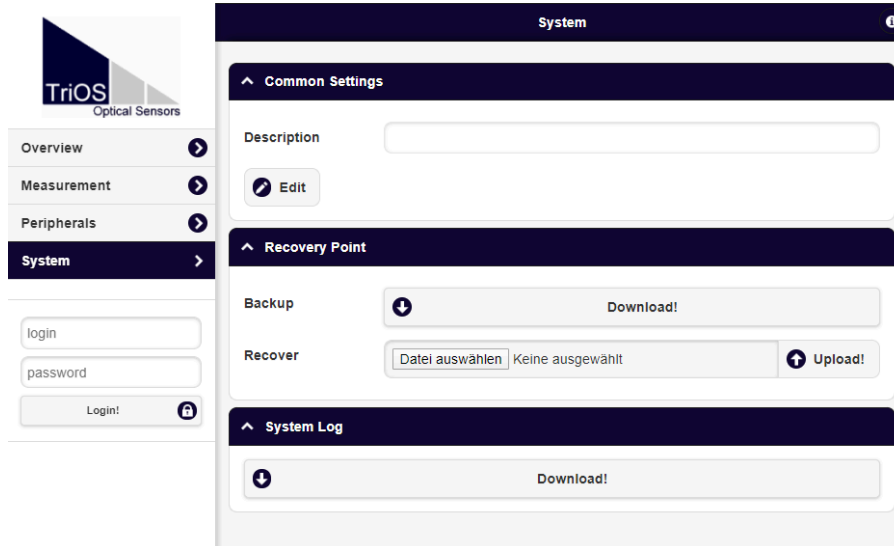 TriOS
Optical Sensors
Overview
Measurement
Peripherals
System
login
password
Login!
System
Common Settings
Description
Edit
Recovery Point
Backup
Download!
Recover
Datei auswählen Keine ausgewählt
Upload!
System Log
Download!